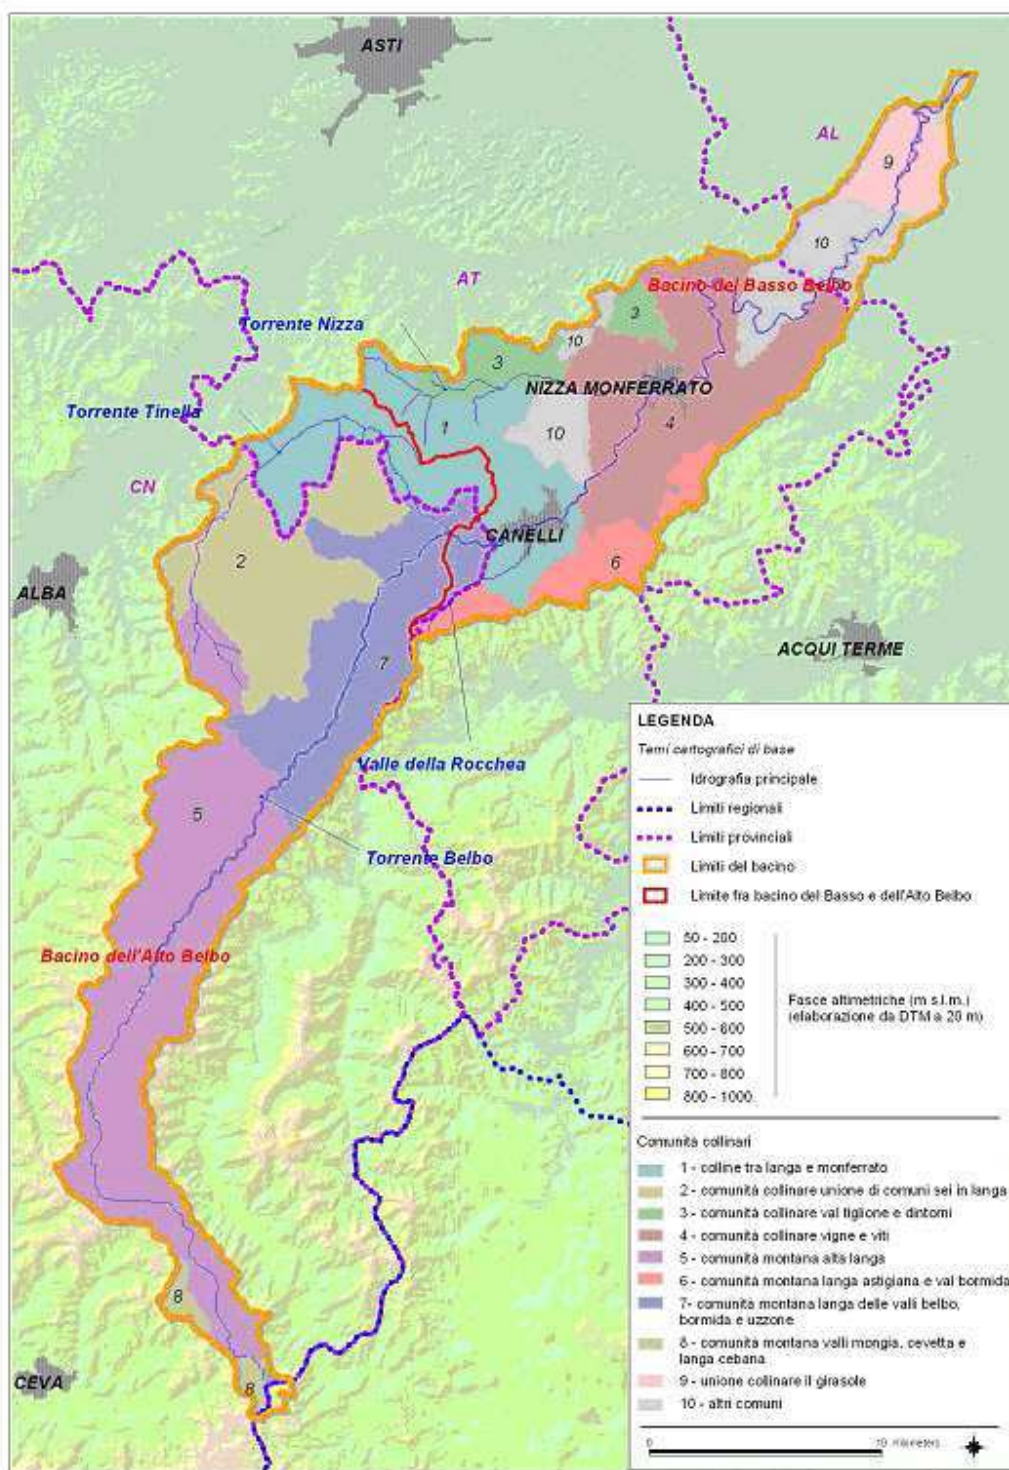 ASTI
AL
9
10
AT
Bacino del Basso Belbo
Torrente Nizza
3
10
3
NIZZA MONFERRATO
Torrente Tinella
1
10
4
CN
CANELLI
2
6
ALBA
7
ACQUI TERME
Valle della Rocchea
5
Torrente Belbo
Bacino dell'Alto Belbo
8
CEVA
8
LEGENDA
Temi cartografici di base
Idrografia principale
Limiti regionali
Limiti provinciali
Limiti del bacino
Limite fra bacino del Basso e dell'Alto Belbo
50 - 200
200 - 300
300 - 400
400 - 500
500 - 600
600 - 700
700 - 800
800 - 1000
Fasce altimetriche (m s.l.m.)
(elaborazione da DTM a 20 m)
Comunità collinari
1 - colline tra langa e monferrato
2 - comunità collinare unione di comuni sei in langa
3 - comunità collinare val tiglione e dintorni
4 - comunità collinare vigne e viti
5 - comunità montana alta langa
6 - comunità montana langa astigiana e val bormida
7- comunità montana langa delle valli belbo,
bormida e uzzone
8 - comunità montana valli mongia, cevetta e
langa cebana
9 - unione collinare il girasole
10 - altri comuni
0
10 Kilometers